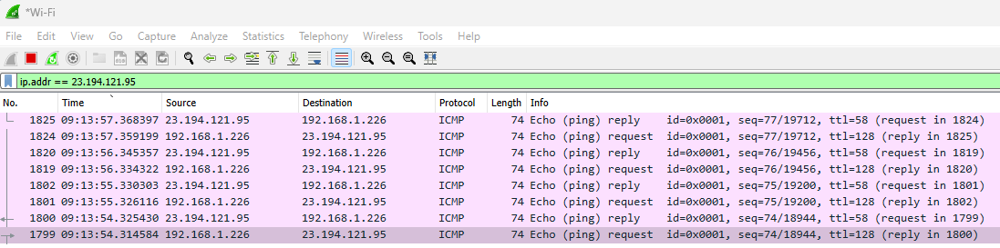 *Wi-Fi
File Edit View Go Capture Analyze Statistics Telephony Wireless Tools Help
ip.addr == 23.194.121.95
No. Time Source Destination Protocol Length Info
1825 09:13:57.368397 23.194.121.95 192.168.1.226 ICMP 74 Echo (ping) reply id=0x0001, seq=77/19712, ttl=58 (request in 1824)
1824 09:13:57.359199 192.168.1.226 23.194.121.95 ICMP 74 Echo (ping) request id=0x0001, seq=77/19712, ttl=128 (reply in 1825)
1820 09:13:56.345357 23.194.121.95 192.168.1.226 ICMP 74 Echo (ping) reply id=0x0001, seq=76/19456, ttl=58 (request in 1819)
1819 09:13:56.334322 192.168.1.226 23.194.121.95 ICMP 74 Echo (ping) request id=0x0001, seq=76/19456, ttl=128 (reply in 1820)
1802 09:13:55.330303 23.194.121.95 192.168.1.226 ICMP 74 Echo (ping) reply id=0x0001, seq=75/19200, ttl=58 (request in 1801)
1801 09:13:55.326116 192.168.1.226 23.194.121.95 ICMP 74 Echo (ping) request id=0x0001, seq=75/19200, ttl=128 (reply in 1802)
1800 09:13:54.325430 23.194.121.95 192.168.1.226 ICMP 74 Echo (ping) reply id=0x0001, seq=74/18944, ttl=58 (request in 1799)
1799 09:13:54.314584 192.168.1.226 23.194.121.95 ICMP 74 Echo (ping) request id=0x0001, seq=74/18944, ttl=128 (reply in 1800)